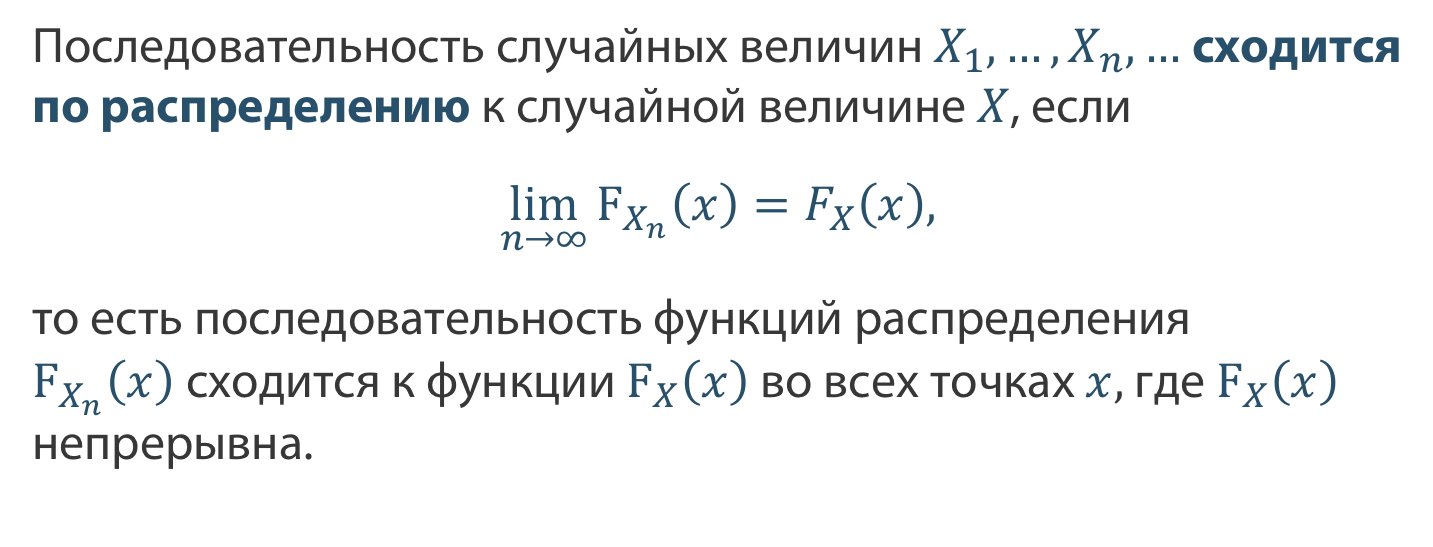 Последовательность случайных величин X₁, … , Xₙ, … сходится
по распределению к случайной величине X, если
lim n→∞ F_{Xₙ}(x) = F_X(x),
то есть последовательность функций распределения
F_{Xₙ}(x) сходится к функции F_X(x) во всех точках x, где F_X(x)
непрерывна.